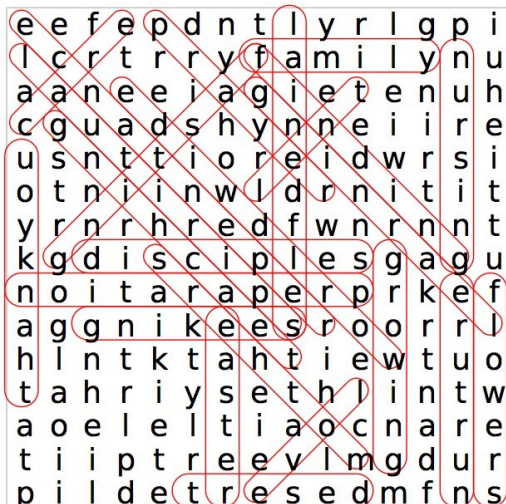 e e f e p d n t l y r l g p i
l c r t r r y f a m i l y n u
a a n e e i a g i e t e n u h
c g u a d s h y n n e i i r e
u s n t t i o r e i d w r s i
o t n i i n w l d r n i t i t
y r n r h r e d f w n r n n t
k g d i s c i p l e s g a g u
n o i t a r a p e r p r k e f
a g g n i k e e s r o o r r l
h l n t k t a h t i e w t u o
t a h r i y s e t h l i n t w
a o e l e l t i a o c n a r e
t i i p t r e e v l m g d u r
p i l d e t r e s e d m f n s